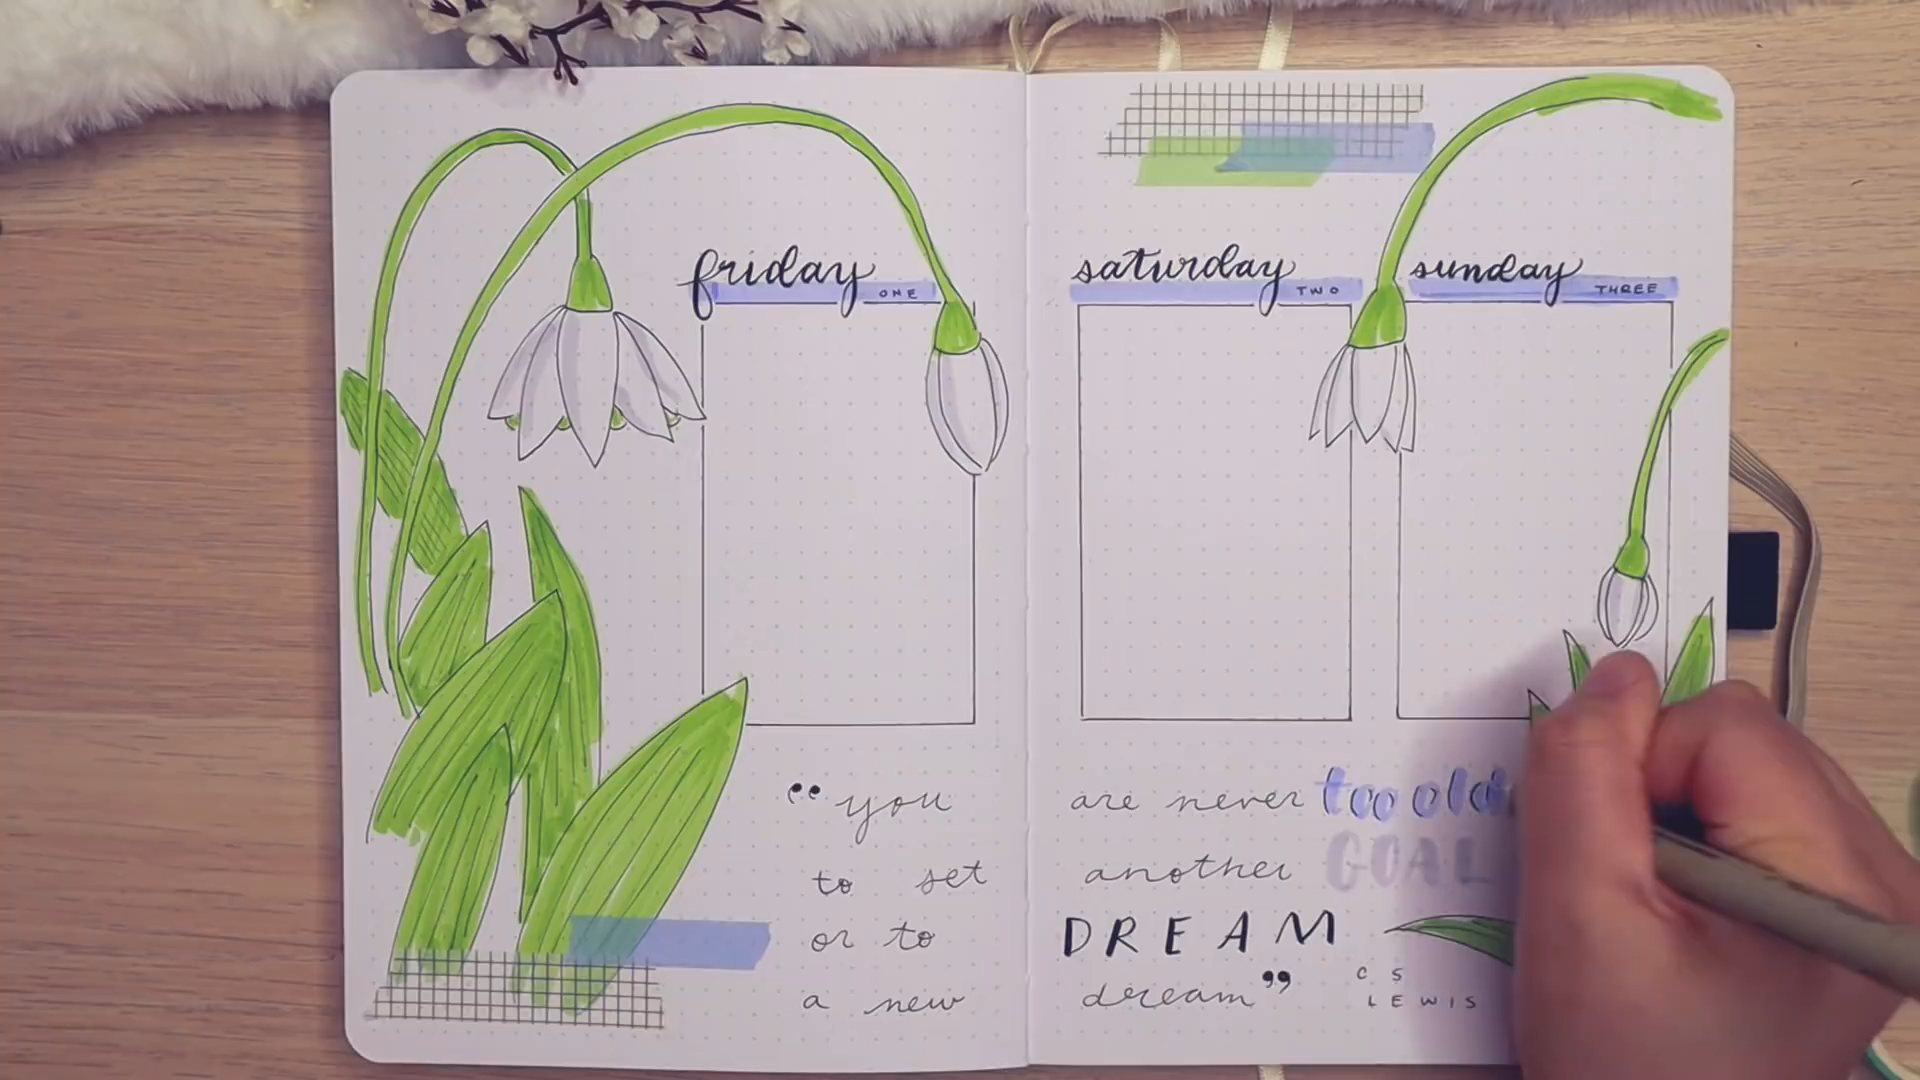 friday
ONE
saturday
TWO
sunday
THREE
“you are never too old
to set another GOAL
or to DREAM
a new dream”
C S
LEWIS